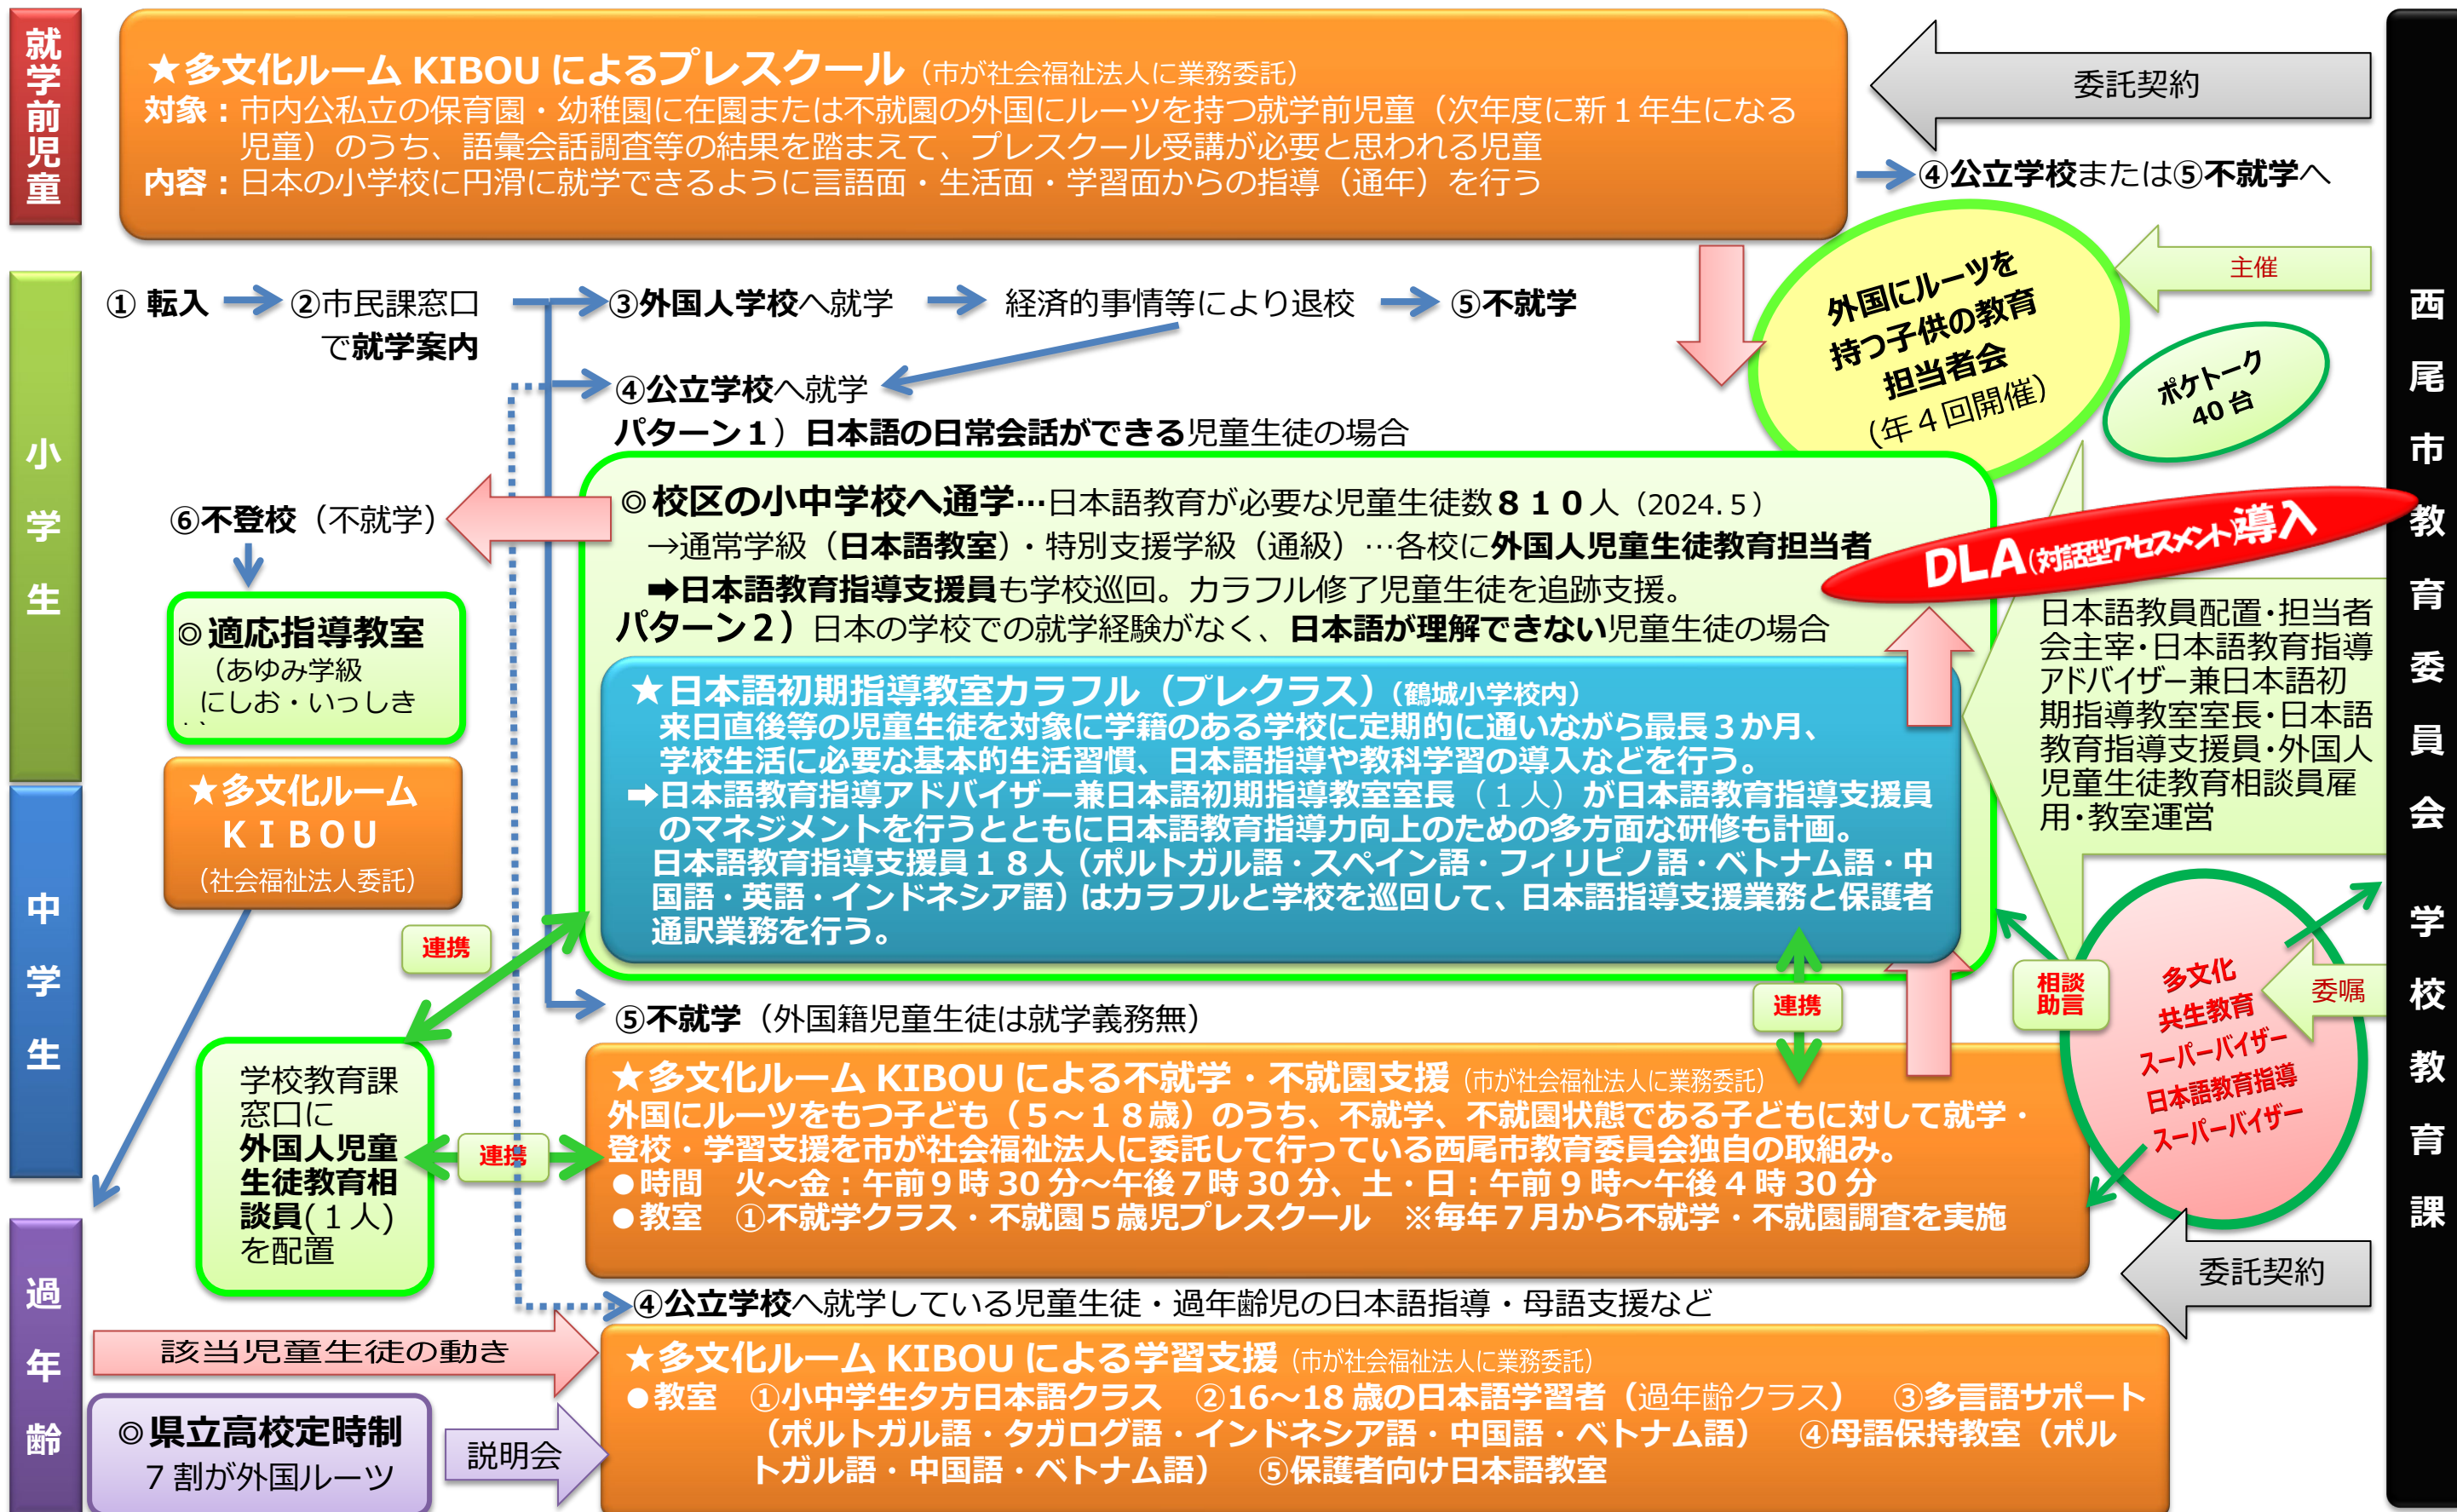 就学前児童
★多文化ルーム KIBOU によるプレスクール（市が社会福祉法人に業務委託）
対象：市内公私立の保育園・幼稚園に在園または不就園の外国にルーツを持つ就学前児童（次年度に新１年生になる
児童）のうち、語彙会話調査等の結果を踏まえて、プレスクール受講が必要と思われる児童
内容：日本の小学校に円滑に就学できるように言語面・生活面・学習面からの指導（通年）を行う
委託契約
④公立学校または⑤不就学へ
西尾市教育委員会 学校教育課
小学生
① 転入
②市民課窓口
で就学案内
③外国人学校へ就学
経済的事情等により退校
⑤不就学
外国にルーツを
持つ子供の教育
担当者会
（年４回開催）
主催
ポケトーク
40 台
④公立学校へ就学
パターン１）日本語の日常会話ができる児童生徒の場合
◎校区の小中学校へ通学…日本語教育が必要な児童生徒数８１０人（2024.５）
→通常学級（日本語教室）・特別支援学級（通級）…各校に外国人児童生徒教育担当者
➡日本語教育指導支援員も学校巡回。カラフル修了児童生徒を追跡支援。
パターン２）日本の学校での就学経験がなく、日本語が理解できない児童生徒の場合
DLA(対話型アセスメント)導入
⑥不登校（不就学）
◎適応指導教室
（あゆみ学級
にしお・いっしき
★日本語初期指導教室カラフル（プレクラス）（鶴城小学校内）
来日直後等の児童生徒を対象に学籍のある学校に定期的に通いながら最長３か月、
学校生活に必要な基本的生活習慣、日本語指導や教科学習の導入などを行う。
➡日本語教育指導アドバイザー兼日本語初期指導教室室長（１人）が日本語教育指導支援員
のマネジメントを行うとともに日本語教育指導力向上のための多方面な研修も計画。
日本語教育指導支援員１８人（ポルトガル語・スペイン語・フィリピノ語・ベトナム語・中
国語・英語・インドネシア語）はカラフルと学校を巡回して、日本語指導支援業務と保護者
通訳業務を行う。
日本語教員配置・担当者
会主宰・日本語教育指導
アドバイザー兼日本語初
期指導教室室長・日本語
教育指導支援員・外国人
児童生徒教育相談員雇
用・教室運営
中学生
★多文化ルーム
ＫＩＢＯＵ
（社会福祉法人委託）
連携
⑤不就学（外国籍児童生徒は就学義務無）
連携
相談
助言
多文化
共生教育
スーパーバイザー
日本語教育指導
スーパーバイザー
委嘱
学校教育課
窓口に
外国人児童
生徒教育相
談員(１人)
を配置
連携
★多文化ルーム KIBOU による不就学・不就園支援（市が社会福祉法人に業務委託）
外国にルーツをもつ子ども（５～１８歳）のうち、不就学、不就園状態である子どもに対して就学・
登校・学習支援を市が社会福祉法人に委託して行っている西尾市教育委員会独自の取組み。
●時間　火～金：午前９時 30 分～午後７時 30 分、土・日：午前９時～午後４時 30 分
●教室　①不就学クラス・不就園５歳児プレスクール　※毎年７月から不就学・不就園調査を実施
委託契約
過年齢
④公立学校へ就学している児童生徒・過年齢児の日本語指導・母語支援など
該当児童生徒の動き
★多文化ルーム KIBOU による学習支援（市が社会福祉法人に業務委託）
●教室　①小中学生夕方日本語クラス　②16～18 歳の日本語学習者（過年齢クラス）　③多言語サポート
（ポルトガル語・タガログ語・インドネシア語・中国語・ベトナム語）　④母語保持教室（ポル
トガル語・中国語・ベトナム語）　⑤保護者向け日本語教室
◎県立高校定時制
７割が外国ルーツ
説明会